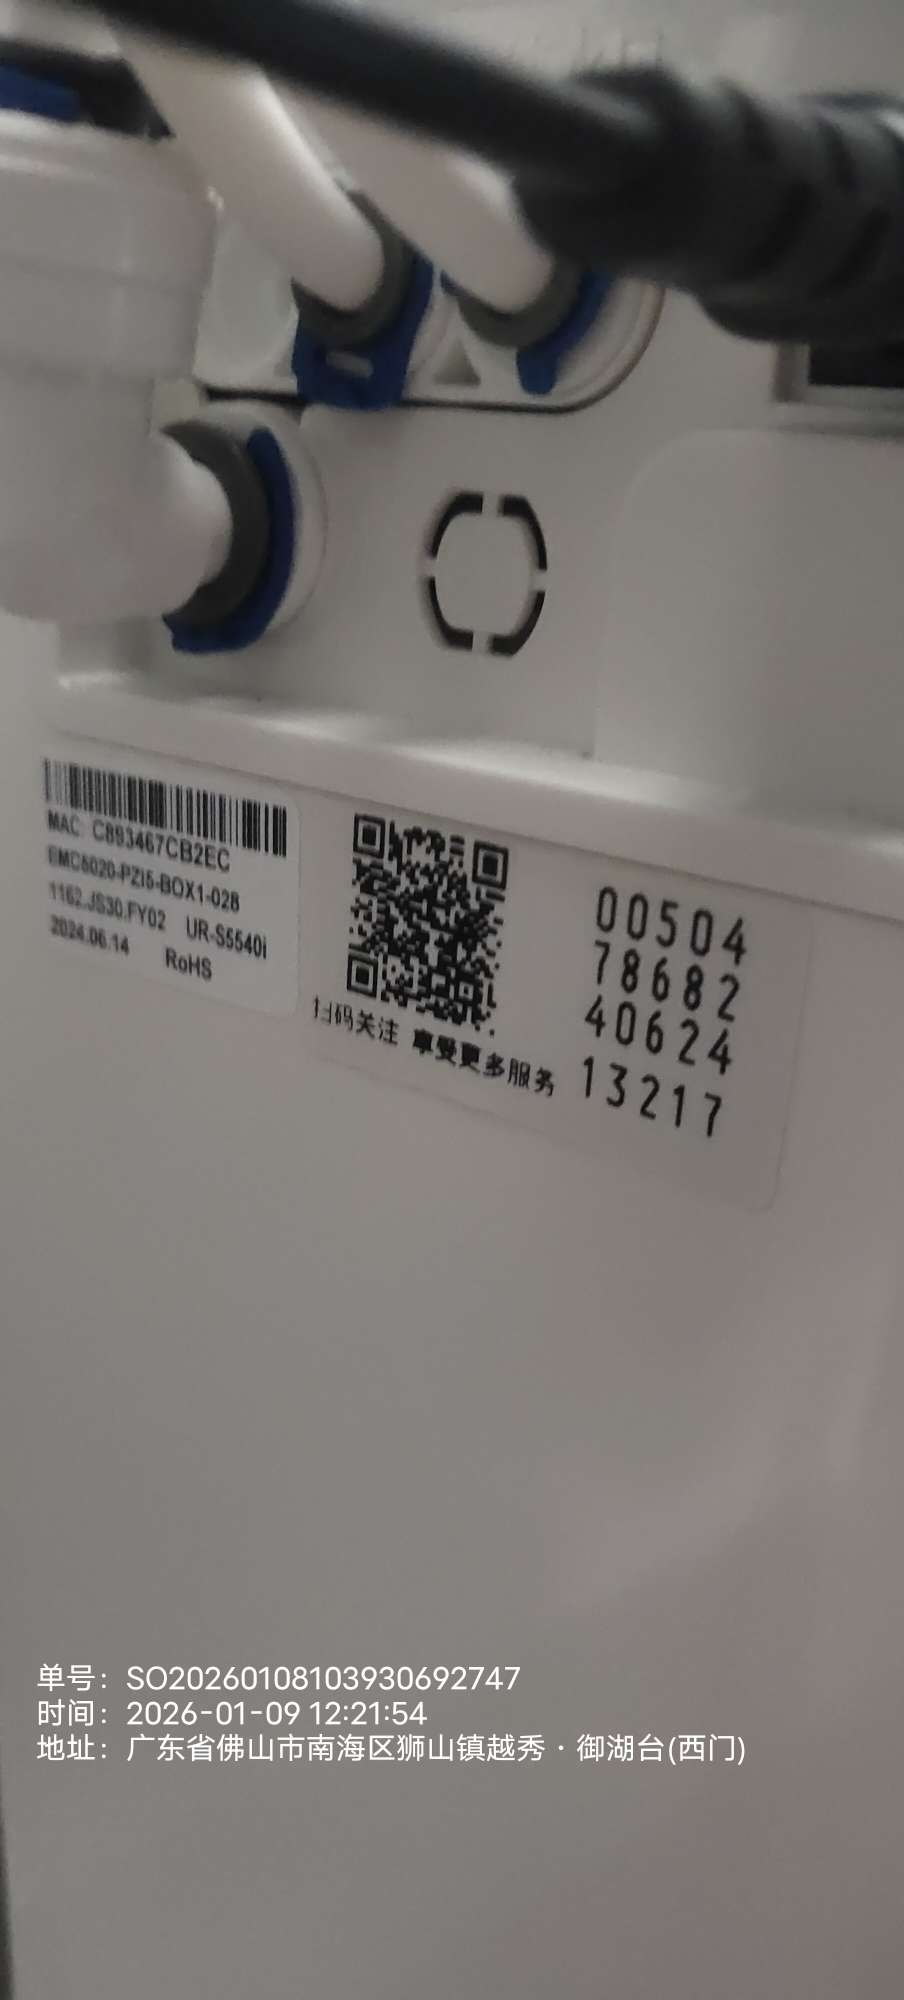 MAC: C893467CB2EC
EMC6020-PZI5-BOX1-028
1162.JS30.FY02 UR-S5540i
2024.06.14 RoHS
扫码关注 享受更多服务
00504
78682
40624
13217
单号：SO20260108103930692747
时间：2026-01-09 12:21:54
地址：广东省佛山市南海区狮山镇越秀·御湖台(西门)